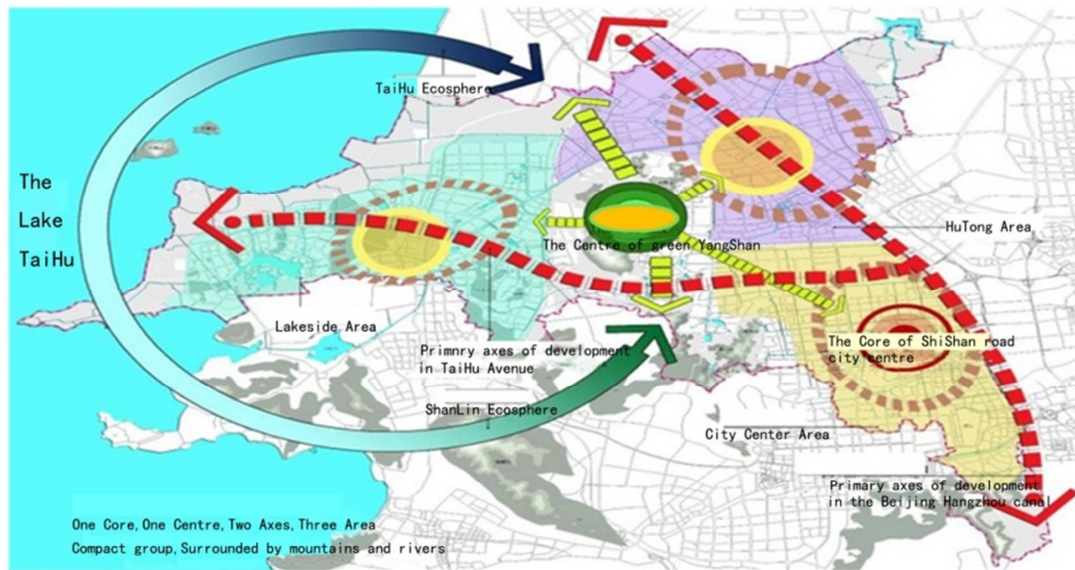 TaiHu Ecosphere
The
Lake
TaiHu
The Centre of green YangShan
HuTong Area
Lakeside Area
Primnry axes of development
in TaiHu Avenue
The Core of ShiShan road
city centre
ShanLin Ecosphere
City Center Area
Primary axes of development
in the Beijing Hangzhou canal
One Core, One Centre, Two Axes, Three Area
Compact group, Surrounded by mountains and rivers